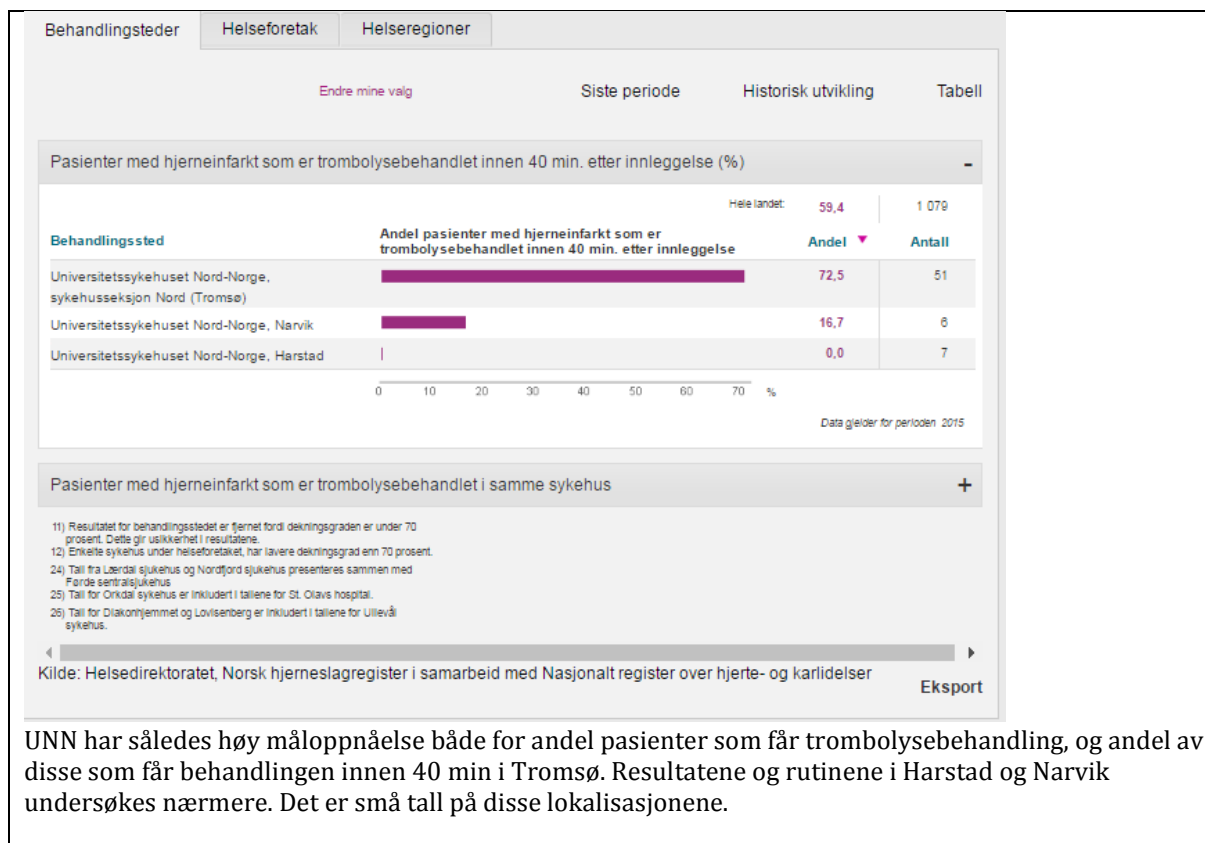 Behandlingsteder Helseforetak Helseregioner
Endre mine valg Siste periode Historisk utvikling Tabell
Pasienter med hjerneinfarkt som er trombolysebehandlet innen 40 min. etter innleggelse (%) -
Hele landet: 59,4 1 079
Behandlingssted Andel pasienter med hjerneinfarkt som er
trombolysebehandlet innen 40 min. etter innleggelse Andel ▼ Antall
Universitetssykehuset Nord-Norge, 72,5 51
sykehusseksjon Nord (Tromsø)
Universitetssykehuset Nord-Norge, Narvik 16,7 6
Universitetssykehuset Nord-Norge, Harstad 0,0 7
0 10 20 30 40 50 60 70 %
Data gjelder for perioden 2015
Pasienter med hjerneinfarkt som er trombolysebehandlet i samme sykehus +
11) Resultatet for behandlingsstedet er fjernet fordi dekningsgraden er under 70
prosent. Dette gir usikkerhet i resultatene.
12) Enkelte sykehus under helseforetaket, har lavere dekningsgrad enn 70 prosent.
24) Tall fra Lærdal sjukehus og Nordfjord sjukehus presenteres sammen med
Førde sentralsjukehus
25) Tall for Orkdal sykehus er inkludert i tallene for St. Olavs hospital.
26) Tall for Diakonhjemmet og Lovisenberg er inkludert i tallene for Ullevål
sykehus.
Kilde: Helsedirektoratet, Norsk hjerneslagregister i samarbeid med Nasjonalt register over hjerte- og karlidelser
Eksport
UNN har således høy måloppnåelse både for andel pasienter som får trombolysebehandling, og andel av
disse som får behandlingen innen 40 min i Tromsø. Resultatene og rutinene i Harstad og Narvik
undersøkes nærmere. Det er små tall på disse lokalisasjonene.